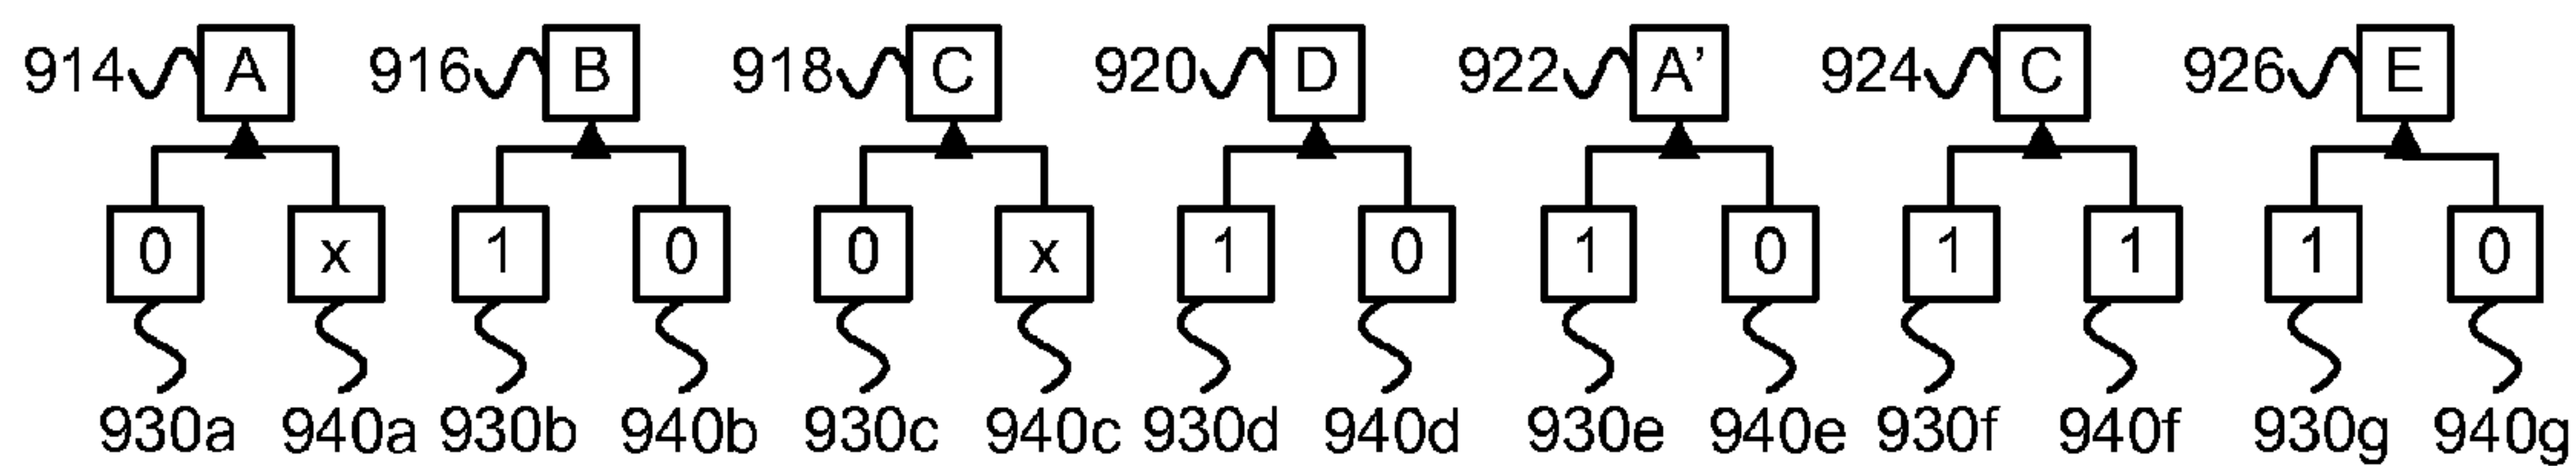 914 A 916 B 918 C 920 D 922 A’ 924 C 926 E
0 x 1 0 0 x 1 0 1 0 1 1 1 0
930a 940a 930b 940b 930c 940c 930d 940d 930e 940e 930f 940f 930g 940g